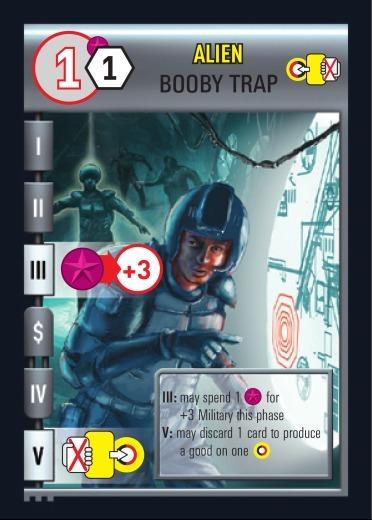 1 1
ALIEN
BOOBY TRAP
I
II
III
+3
$
IV
V
III: may spend 1 for
+3 Military this phase
V: may discard 1 card to produce
a good on one